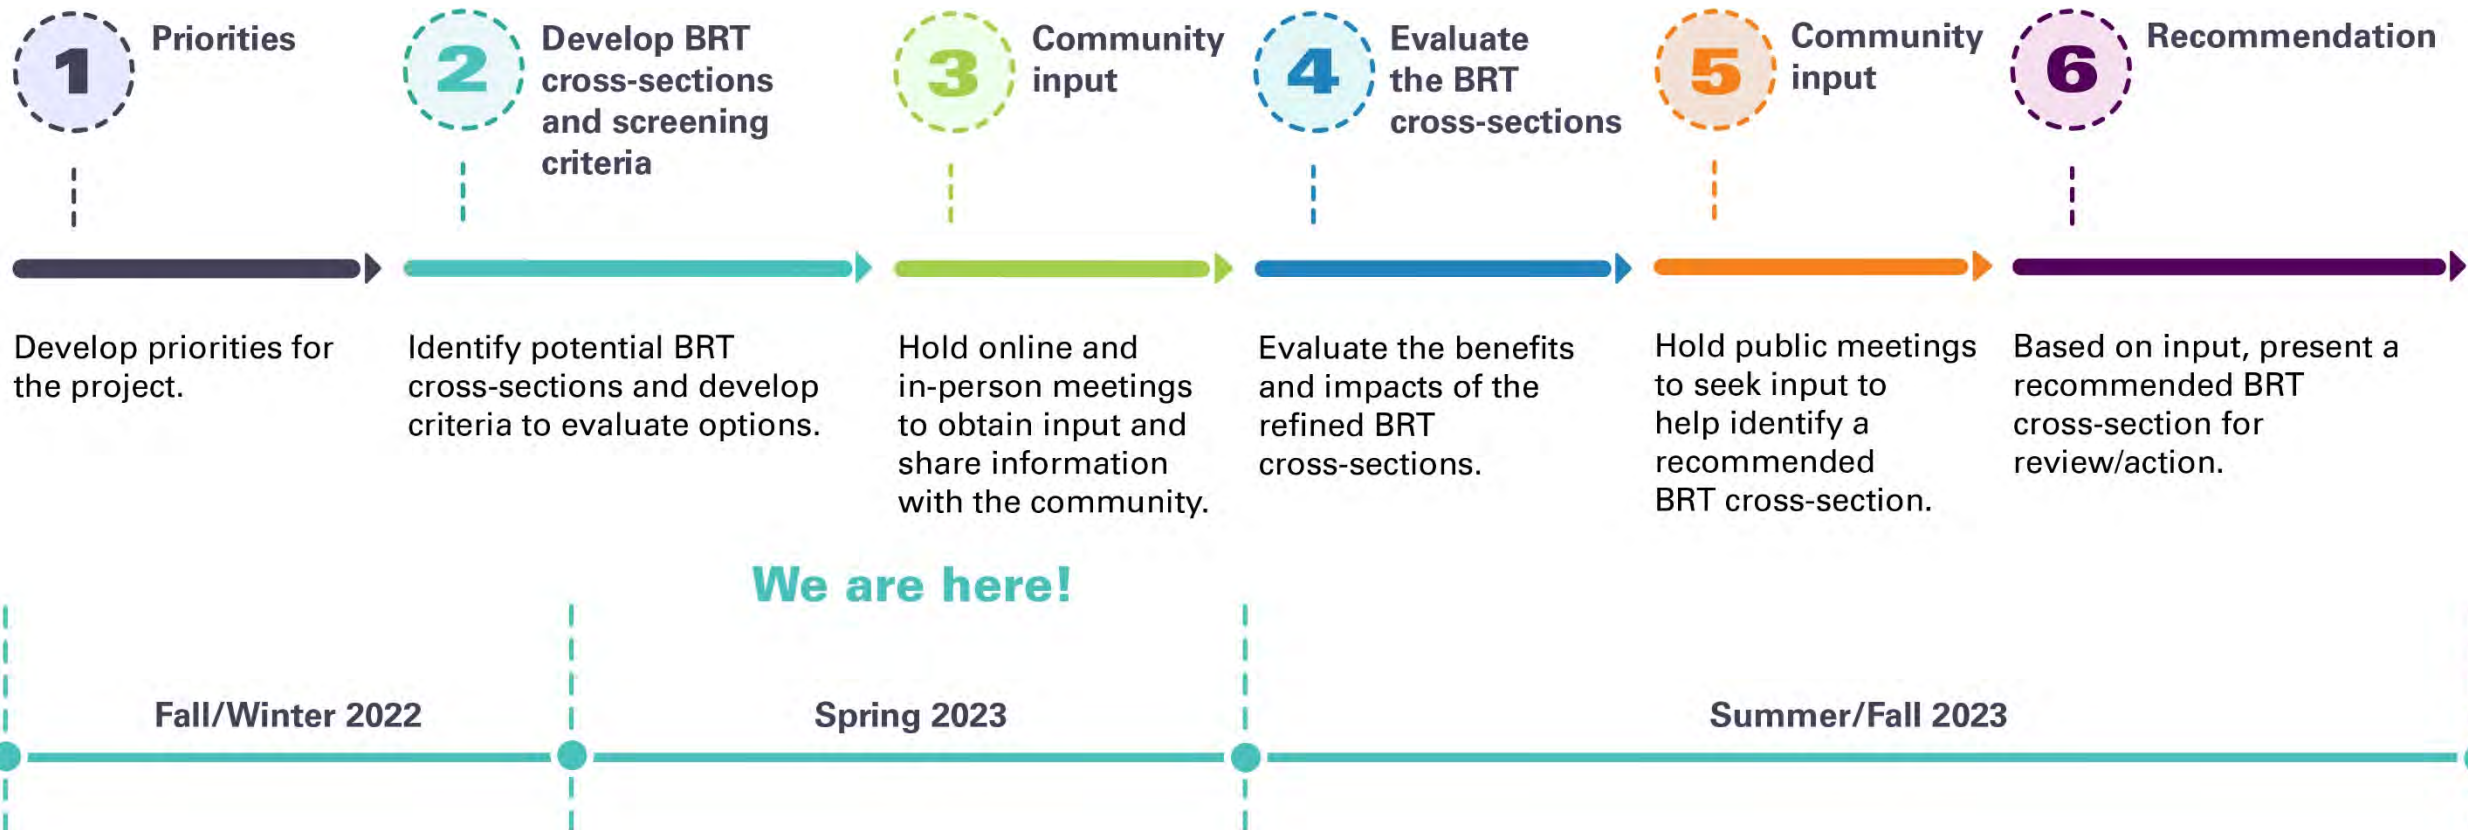 1
Priorities
2
Develop BRT
cross-sections
and screening
criteria
3
Community
input
4
Evaluate
the BRT
cross-sections
5
Community
input
6
Recommendation
Develop priorities for
the project.
Identify potential BRT
cross-sections and develop
criteria to evaluate options.
Hold online and
in-person meetings
to obtain input and
share information
with the community.
Evaluate the benefits
and impacts of the
refined BRT
cross-sections.
Hold public meetings
to seek input to
help identify a
recommended
BRT cross-section.
Based on input, present a
recommended BRT
cross-section for
review/action.
We are here!
Fall/Winter 2022
Spring 2023
Summer/Fall 2023